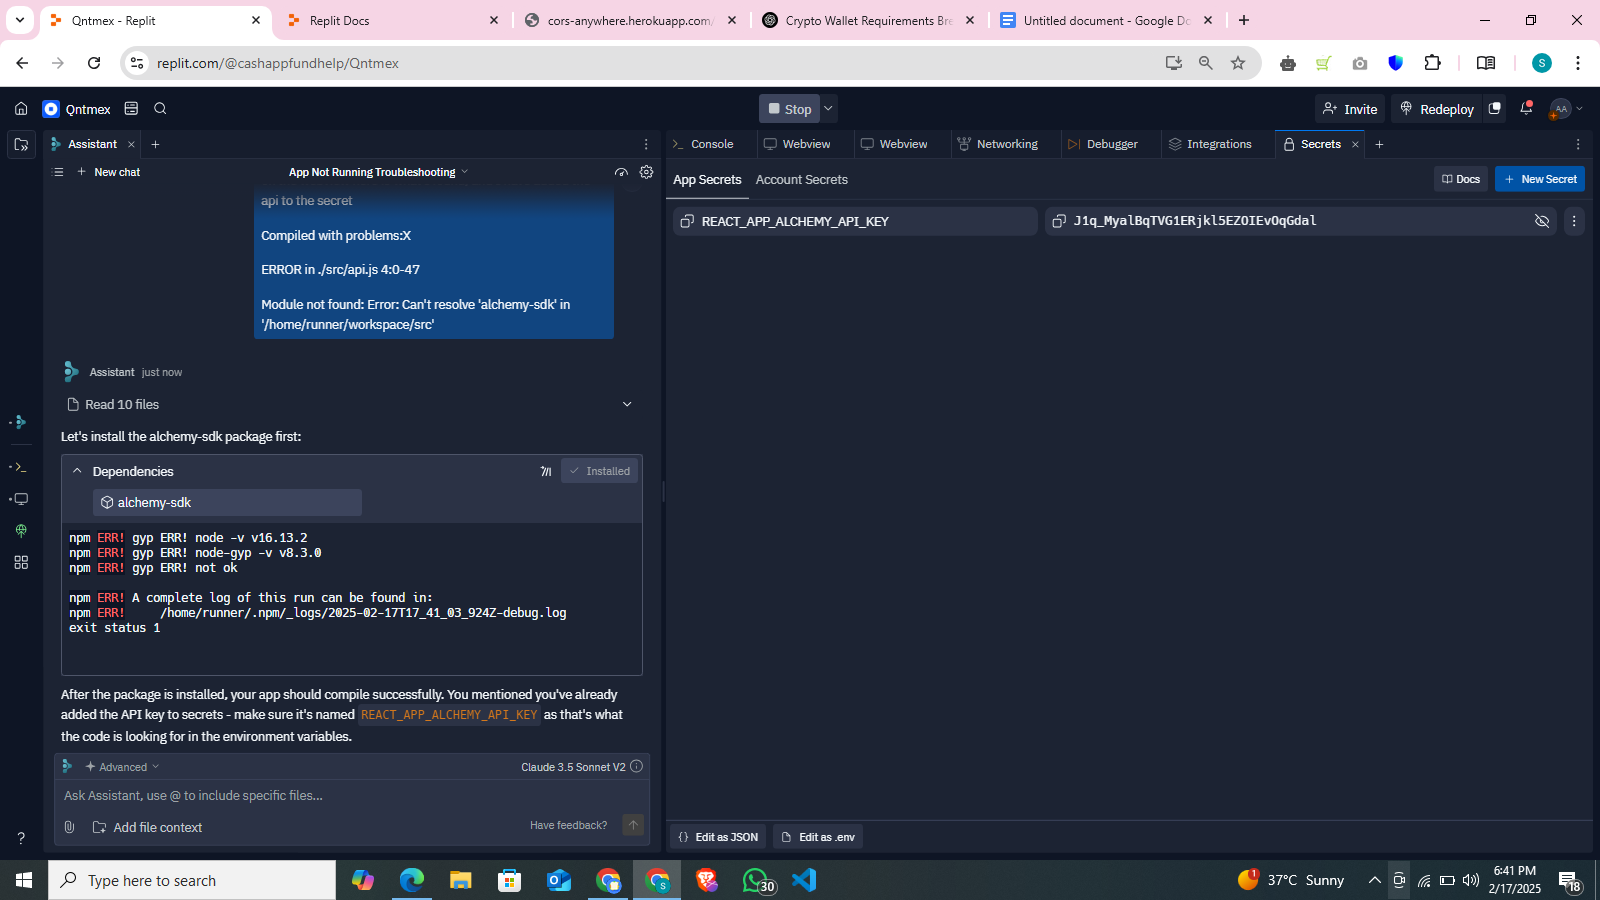 Qntmex - Replit
Replit Docs
cors-anywhere.herokuapp.com/
Crypto Wallet Requirements Bre
Untitled document - Google Do
replit.com/@cashappfundhelp/Qntmex
S
Qntmex
Stop
Invite
Redeploy
AA
Assistant
Console
Webview
Webview
Networking
Debugger
Integrations
Secrets
New chat
App Not Running Troubleshooting
App Secrets
Account Secrets
Docs
New Secret
REACT_APP_ALCHEMY_API_KEY
J1q_MyalBqTVG1ERjkl5EZOIEvOqGdal
api to the secret
Compiled with problems:X
ERROR in ./src/api.js 4:0-47
Module not found: Error: Can't resolve 'alchemy-sdk' in
'/home/runner/workspace/src'
Assistant just now
Read 10 files
Let's install the alchemy-sdk package first:
Dependencies
Installed
alchemy-sdk
npm ERR! gyp ERR! node -v v16.13.2
npm ERR! gyp ERR! node-gyp -v v8.3.0
npm ERR! gyp ERR! not ok
npm ERR! A complete log of this run can be found in:
npm ERR!     /home/runner/.npm/_logs/2025-02-17T17_41_03_924Z-debug.log
exit status 1
After the package is installed, your app should compile successfully. You mentioned you've already
added the API key to secrets - make sure it's named REACT_APP_ALCHEMY_API_KEY as that's what
the code is looking for in the environment variables.
Advanced
Claude 3.5 Sonnet V2
Ask Assistant, use @ to include specific files...
Add file context
Have feedback?
{} Edit as JSON
Edit as .env
?
Type here to search
S
30
1
37°C Sunny
6:41 PM
2/17/2025
18